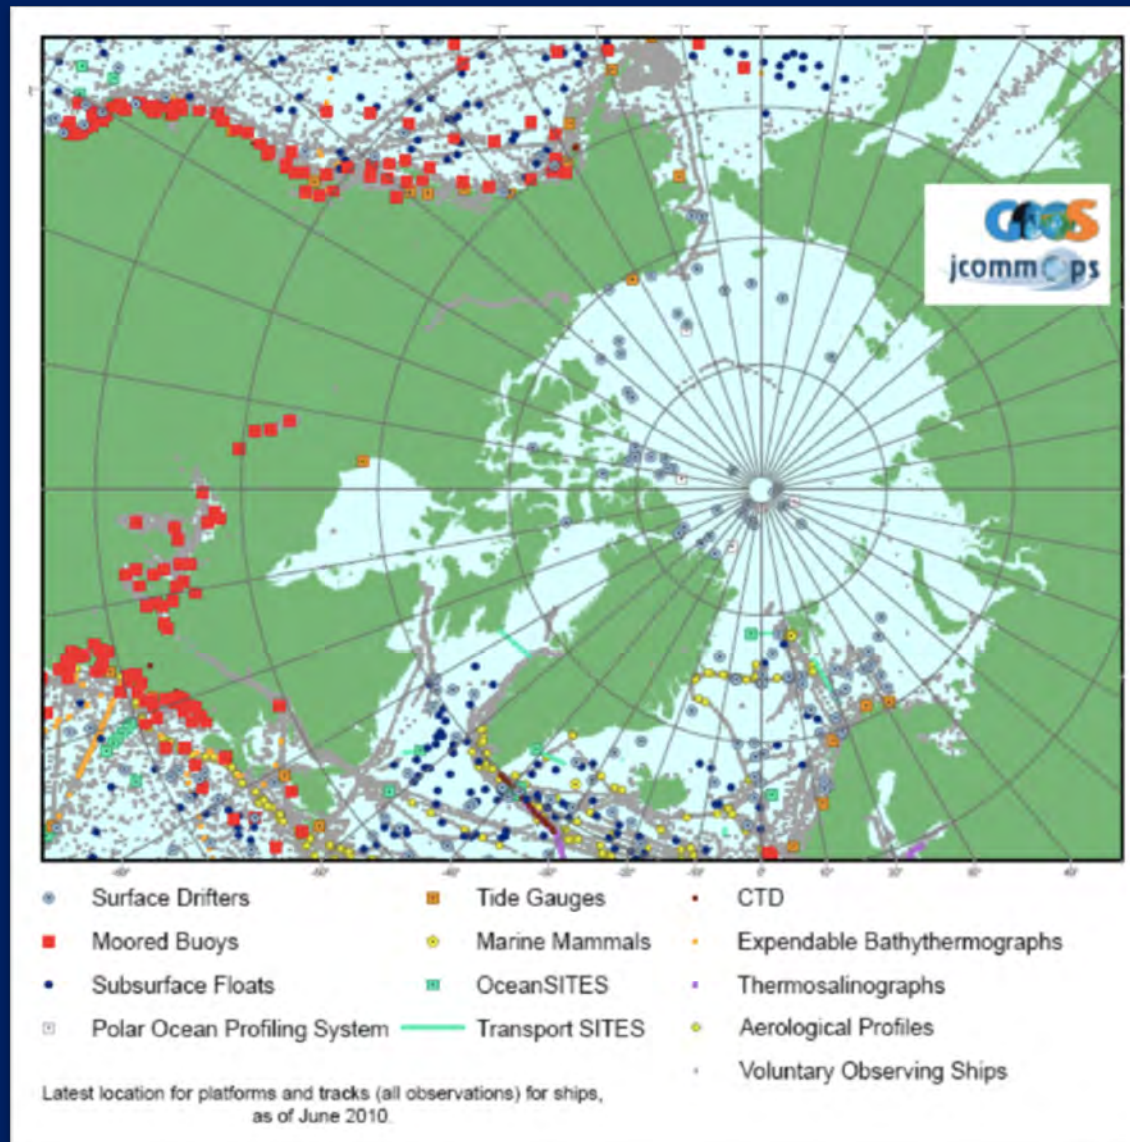 GOOS
jcommops
Surface Drifters
Moored Buoys
Subsurface Floats
Polar Ocean Profiling System
Tide Gauges
Marine Mammals
OceanSITES
Transport SITES
CTD
Expendable Bathythermographs
Thermosalinographs
Aerological Profiles
Voluntary Observing Ships
Latest location for platforms and tracks (all observations) for ships,
as of June 2010.